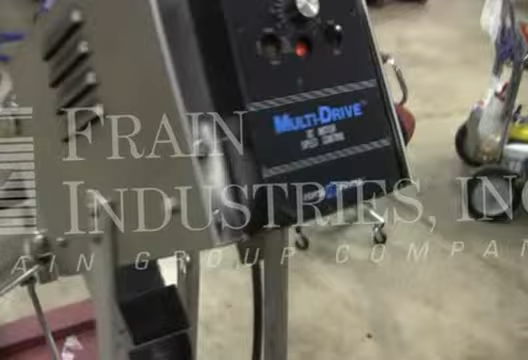 MULTI-DRIVE
DC MOTOR
SPEED CONTROL
FRAIN
INDUSTRIES, INC
AIN GROUP COMPAN